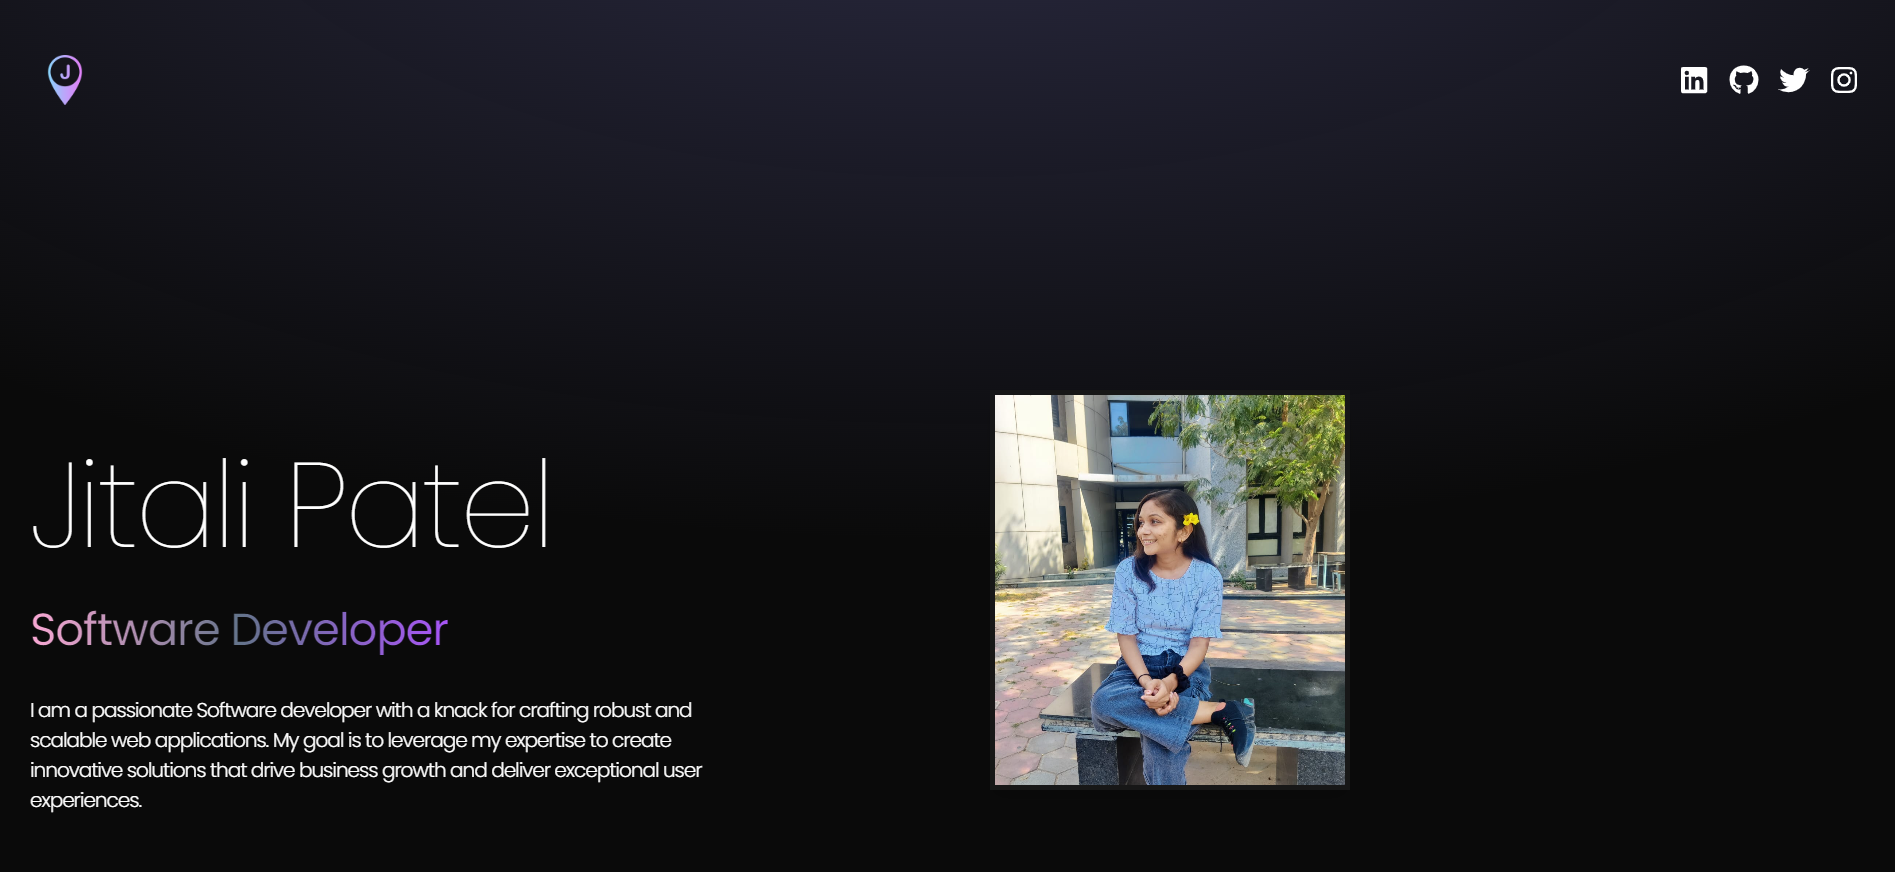 J
in
Jitali Patel
Software Developer
I am a passionate Software developer with a knack for crafting robust and
scalable web applications. My goal is to leverage my expertise to create
innovative solutions that drive business growth and deliver exceptional user
experiences.